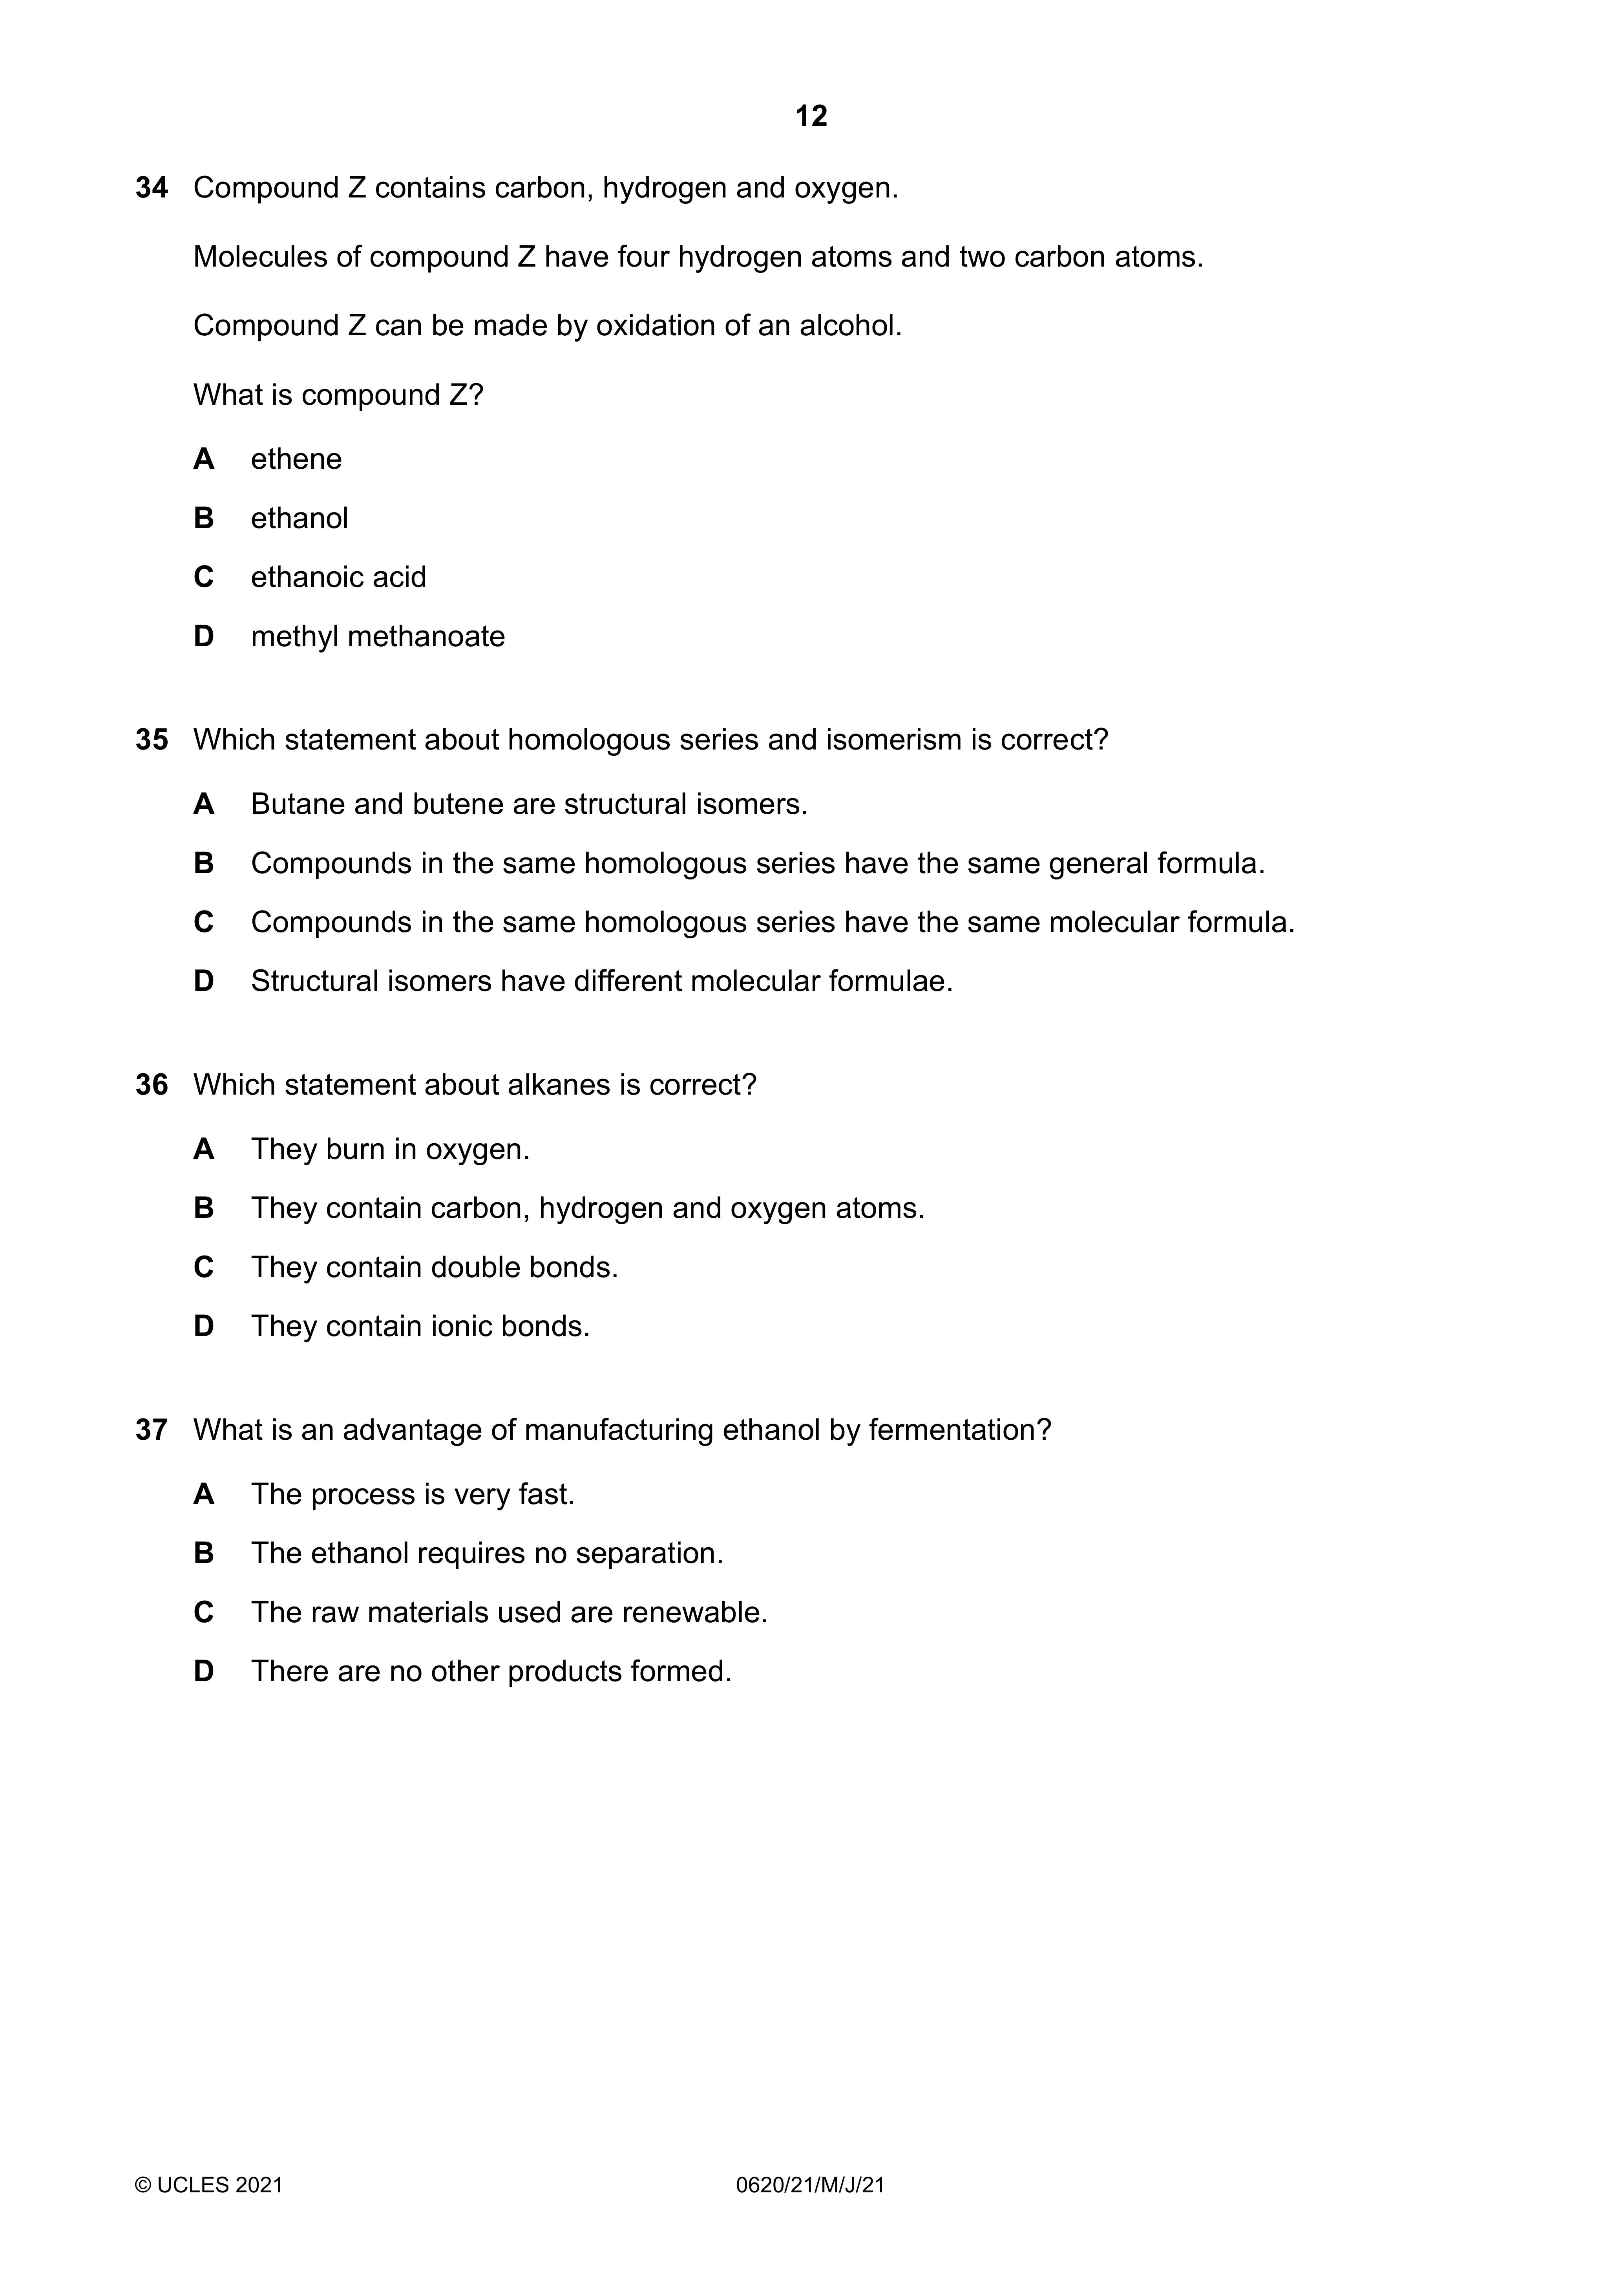 12
34 Compound Z contains carbon, hydrogen and oxygen.
Molecules of compound Z have four hydrogen atoms and two carbon atoms.
Compound Z can be made by oxidation of an alcohol.
What is compound Z?
A ethene
B ethanol
C ethanoic acid
D methyl methanoate
35 Which statement about homologous series and isomerism is correct?
A Butane and butene are structural isomers.
B Compounds in the same homologous series have the same general formula.
C Compounds in the same homologous series have the same molecular formula.
D Structural isomers have different molecular formulae.
36 Which statement about alkanes is correct?
A They burn in oxygen.
B They contain carbon, hydrogen and oxygen atoms.
C They contain double bonds.
D They contain ionic bonds.
37 What is an advantage of manufacturing ethanol by fermentation?
A The process is very fast.
B The ethanol requires no separation.
C The raw materials used are renewable.
D There are no other products formed.
© UCLES 2021 0620/21/M/J/21